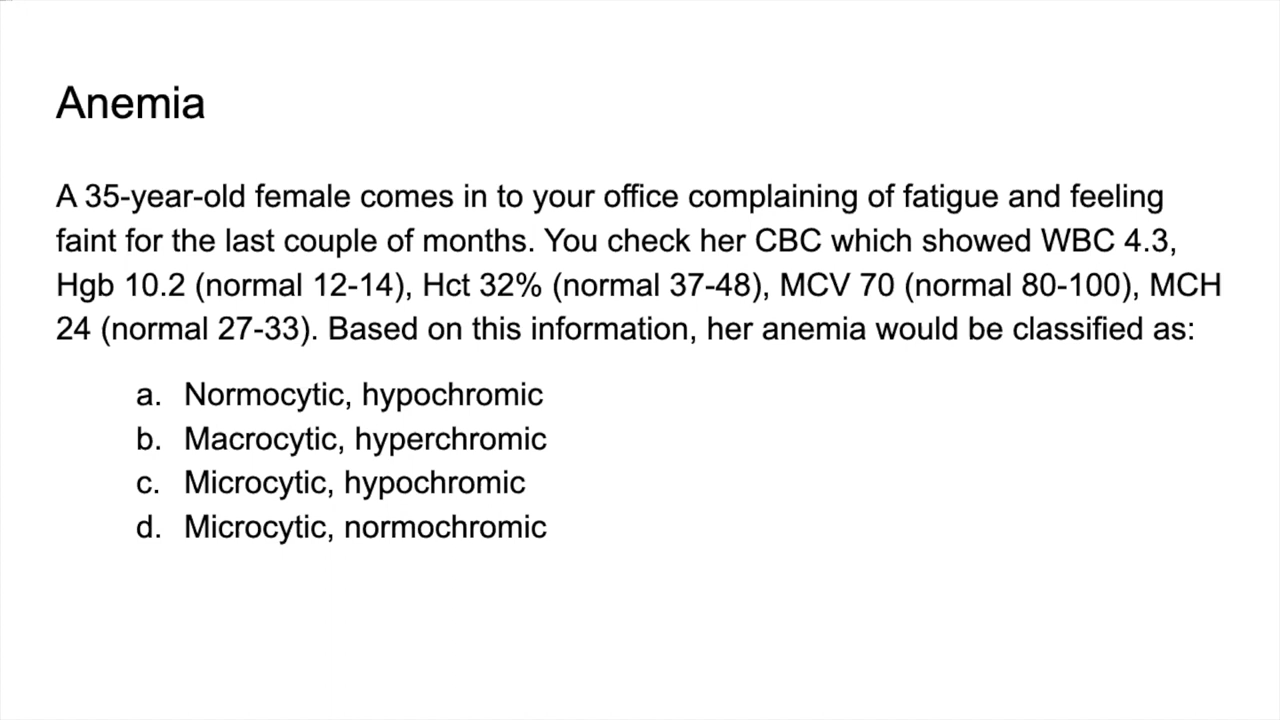 Anemia
A 35-year-old female comes in to your office complaining of fatigue and feeling
faint for the last couple of months. You check her CBC which showed WBC 4.3,
Hgb 10.2 (normal 12-14), Hct 32% (normal 37-48), MCV 70 (normal 80-100), MCH
24 (normal 27-33). Based on this information, her anemia would be classified as:
a. Normocytic, hypochromic
b. Macrocytic, hyperchromic
c. Microcytic, hypochromic
d. Microcytic, normochromic